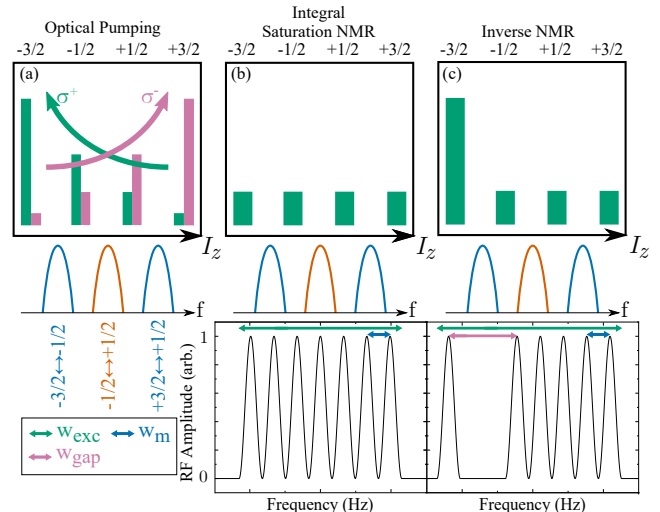 Optical Pumping
-3/2 -1/2 +1/2 +3/2
(a)
σ+ σ-
Iz
f
-3/2↔-1/2
-1/2↔+1/2
+3/2↔+1/2
wexc wm
wgap
Integral
Saturation NMR
-3/2 -1/2 +1/2 +3/2
(b)
Iz
f
1
0
RF Amplitude (arb.)
Frequency (Hz)
Inverse NMR
-3/2 -1/2 +1/2 +3/2
(c)
Iz
f
Frequency (Hz)